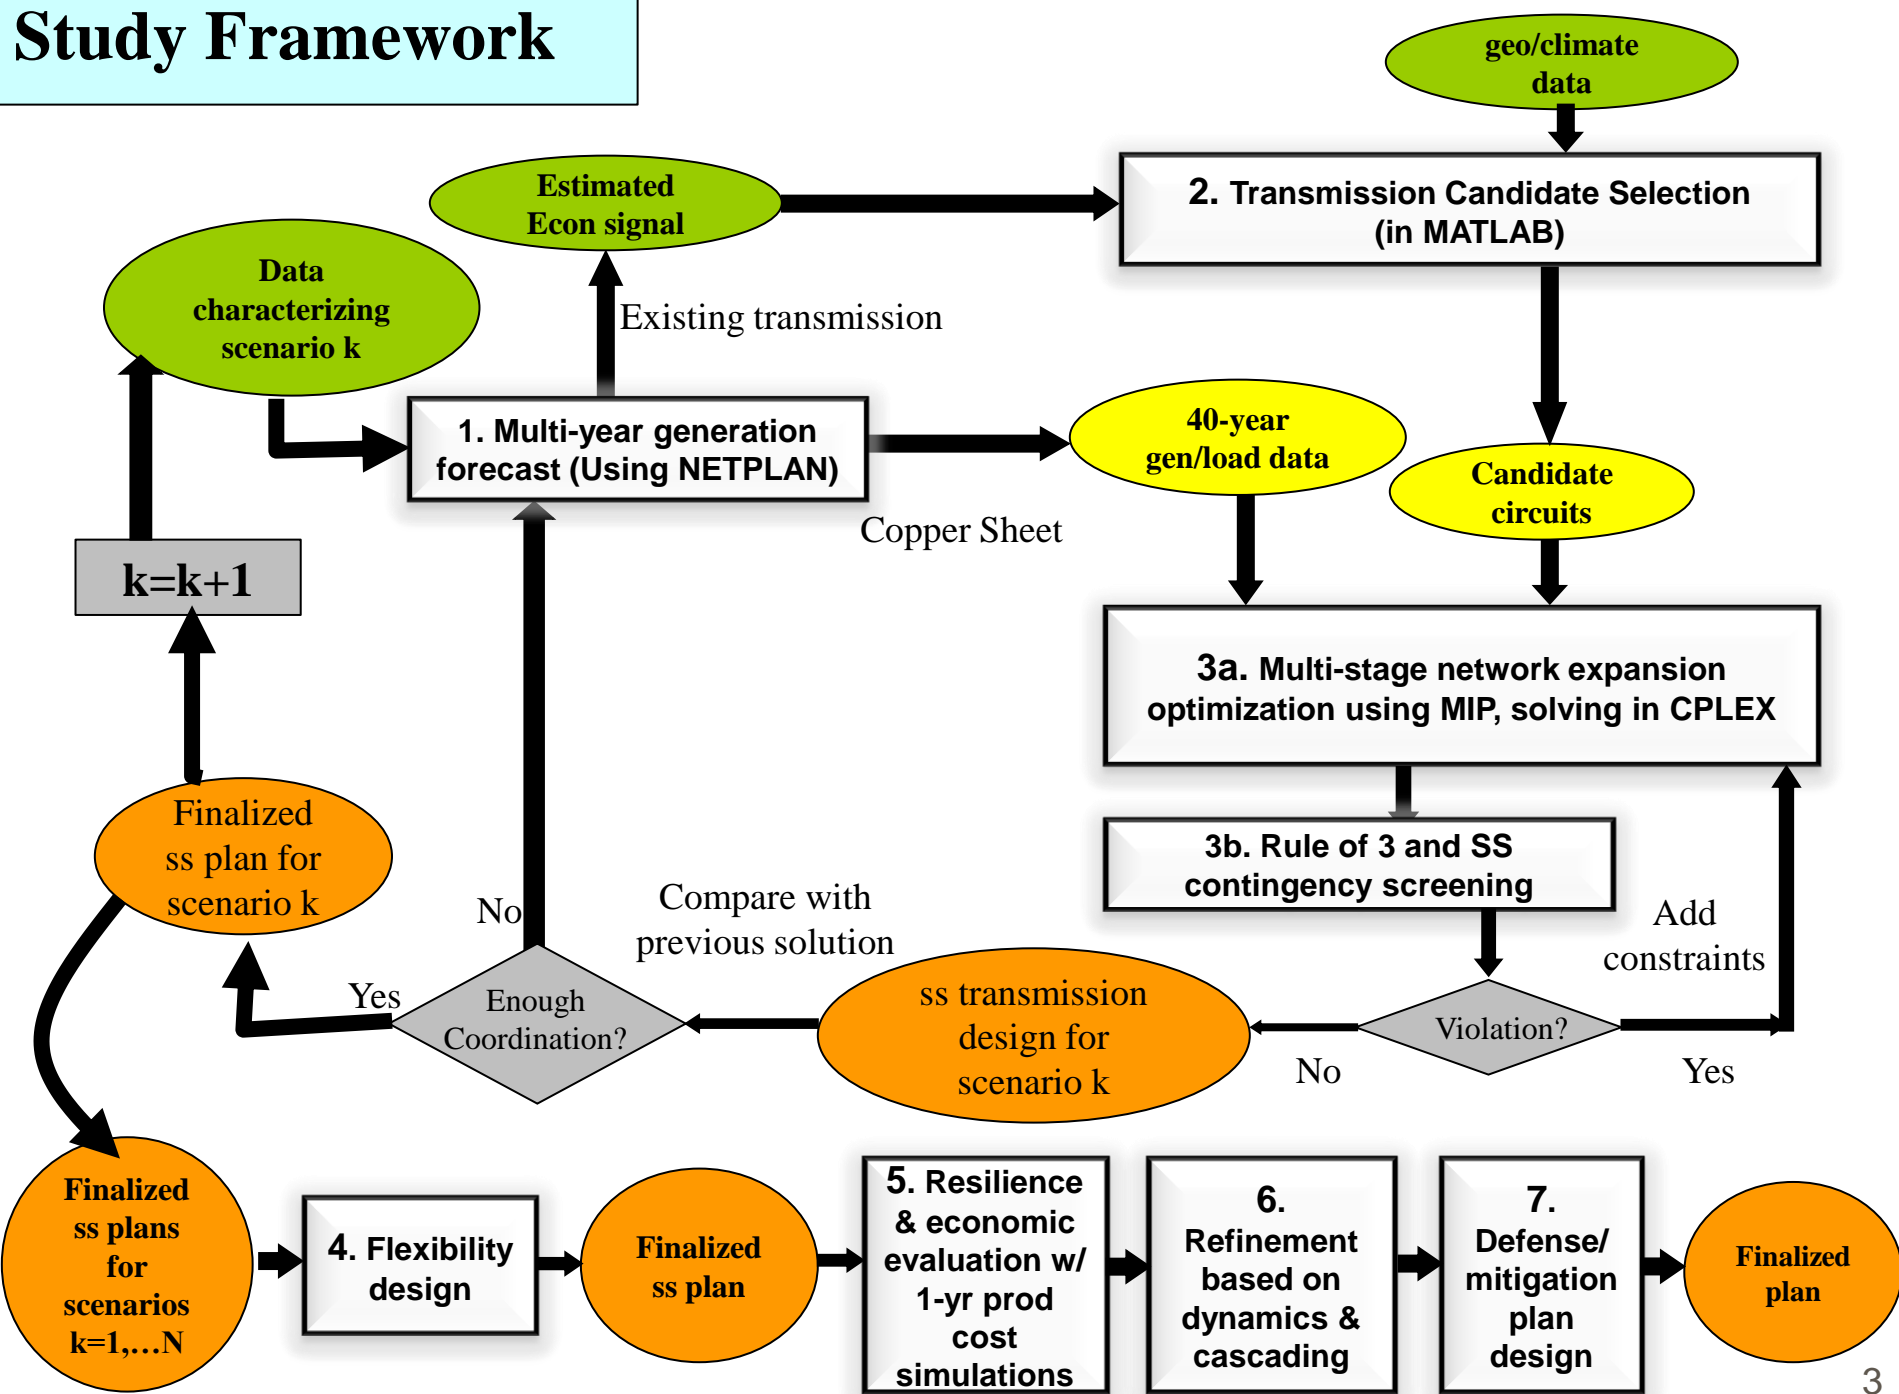 Study Framework
geo/climate
data
Estimated
Econ signal
2. Transmission Candidate Selection
(in MATLAB)
Data
characterizing
scenario k
Existing transmission
1. Multi-year generation
forecast (Using NETPLAN)
40-year
gen/load data
Candidate
circuits
Copper Sheet
k=k+1
3a. Multi-stage network expansion
optimization using MIP, solving in CPLEX
Finalized
ss plan for
scenario k
3b. Rule of 3 and SS
contingency screening
No
Compare with
previous solution
Add
constraints
Yes
Enough
Coordination?
ss transmission
design for
scenario k
Violation?
No
Yes
Finalized
ss plans
for
scenarios
k=1,…N
4. Flexibility
design
Finalized
ss plan
5. Resilience
& economic
evaluation w/
1-yr prod
cost
simulations
6.
Refinement
based on
dynamics &
cascading
7.
Defense/
mitigation
plan
design
Finalized
plan
3